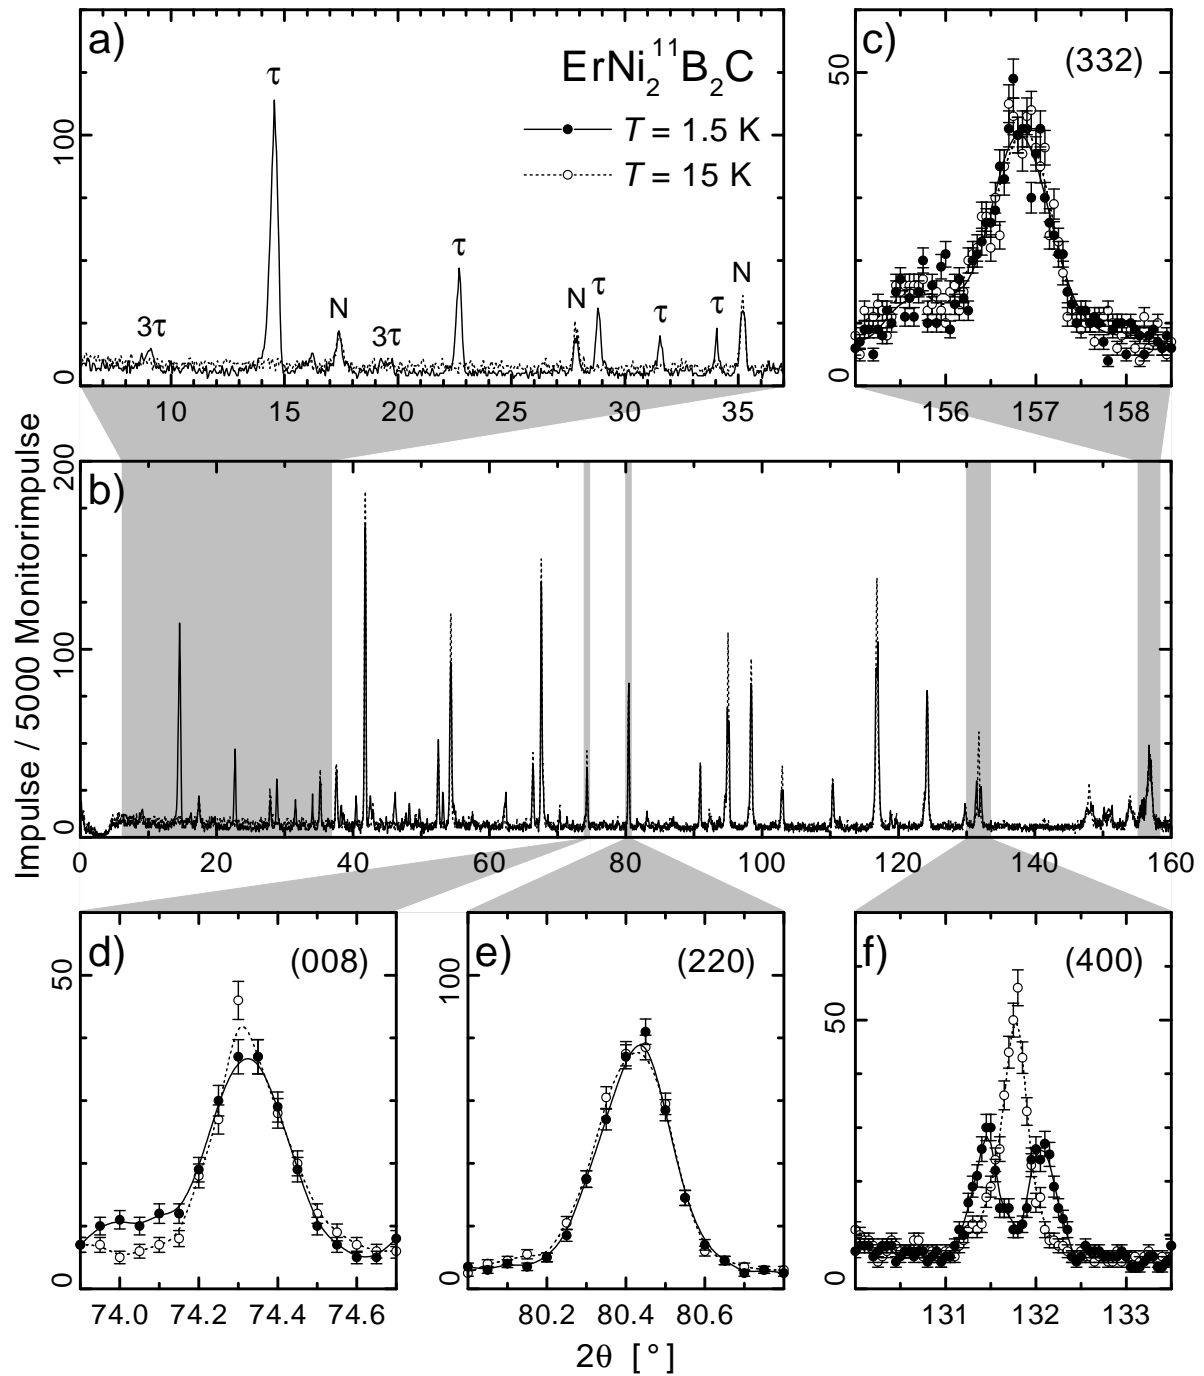 a)
ErNi₂¹¹B₂C
T = 1.5 K
T = 15 K
3τ
τ
N
3τ
τ
N
τ
τ
τ
N
0
100
10
15
20
25
30
35
c)
(332)
0
50
156
157
158
Impulse / 5000 Monitorimpulse
b)
0
100
200
0
20
40
60
80
100
120
140
160
d)
(008)
0
50
74.0
74.2
74.4
74.6
e)
(220)
0
100
80.2
80.4
80.6
f)
(400)
0
50
131
132
133
2θ [°]